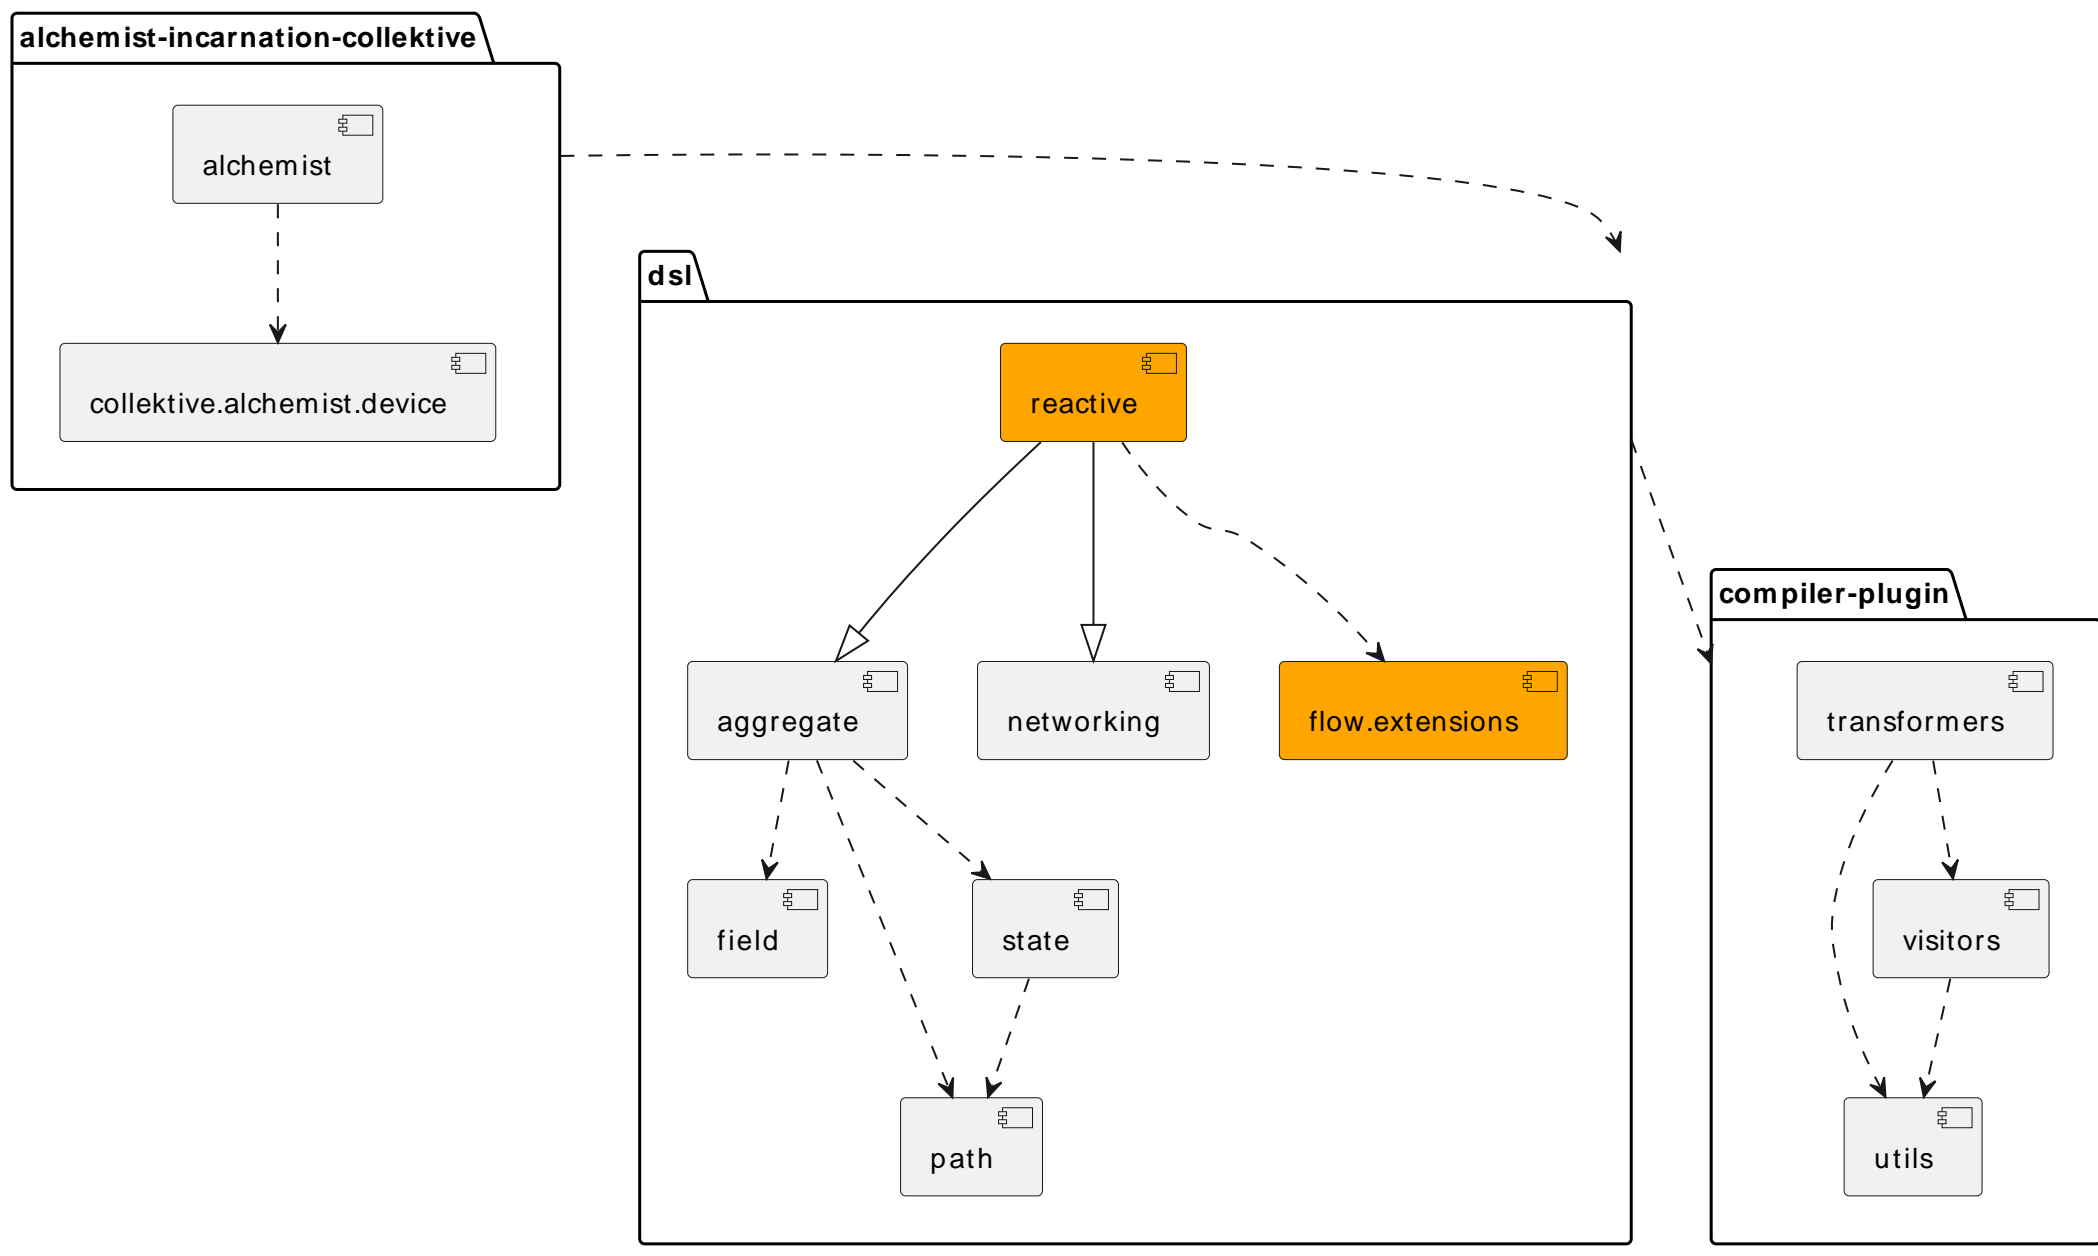 alchemist-incarnation-collektive
alchemist
collektive.alchemist.device
dsl
reactive
aggregate
networking
flow.extensions
field
state
path
compiler-plugin
transformers
visitors
utils